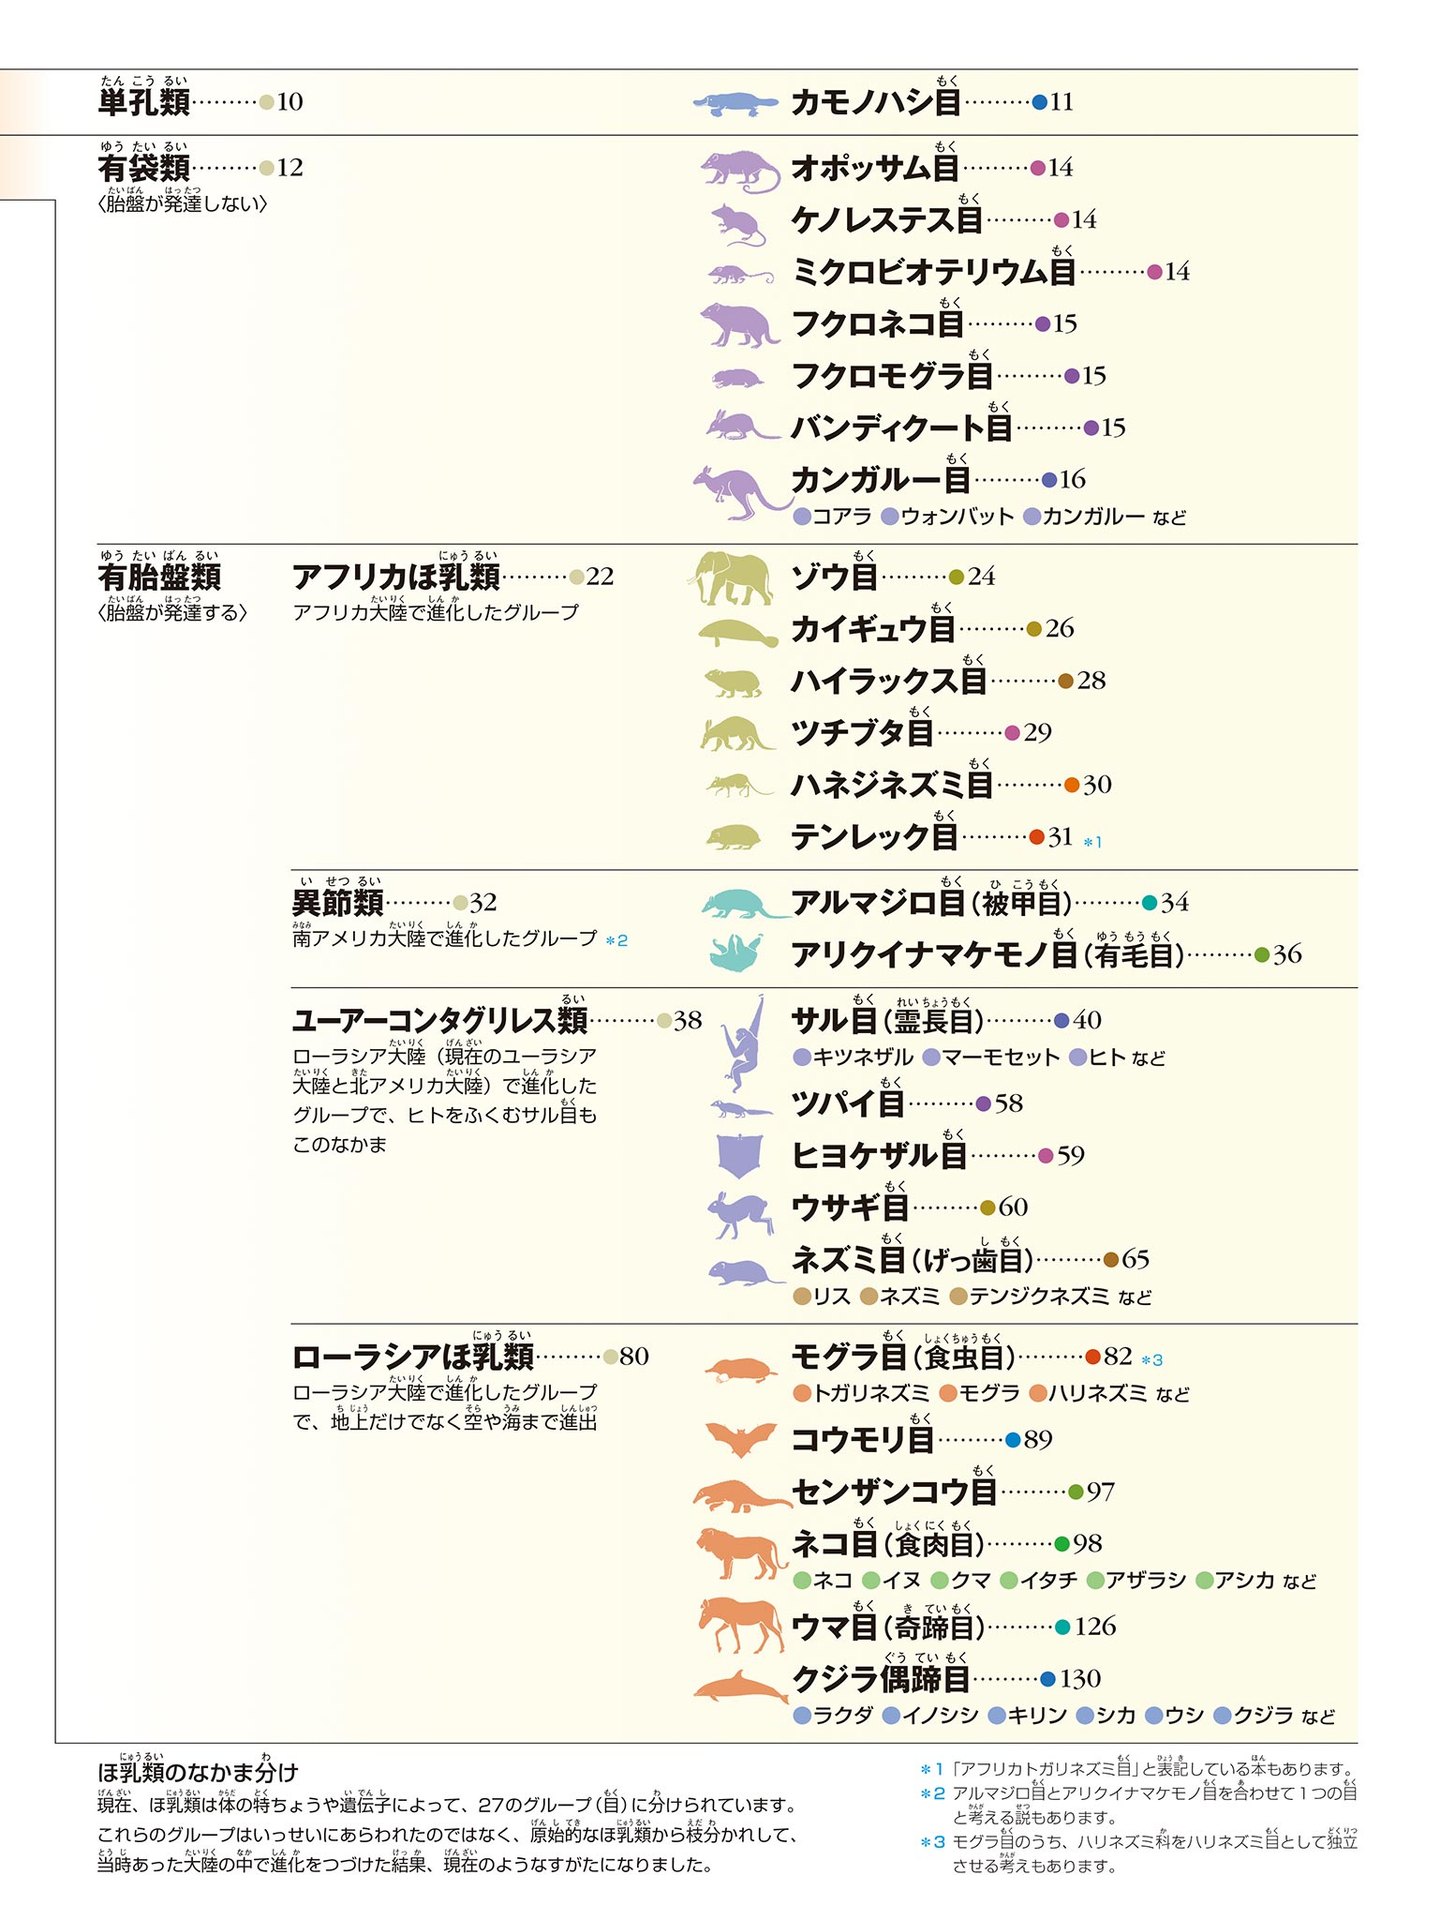 単孔類………●10
カモノハシ目………●11
有袋類………●12
〈胎盤が発達しない〉
オポッサム目………●14
ケノレステス目………●14
ミクロビオテリウム目………●14
フクロネコ目………●15
フクロモグラ目………●15
バンディクート目………●15
カンガルー目………●16
●コアラ ●ウォンバット ●カンガルー など
有胎盤類
〈胎盤が発達する〉
アフリカほ乳類………●22
アフリカ大陸で進化したグループ
ゾウ目………●24
カイギュウ目………●26
ハイラックス目………●28
ツチブタ目………●29
ハネジネズミ目………●30
テンレック目………●31 *1
異節類………●32
南アメリカ大陸で進化したグループ *2
アルマジロ目(被甲目)………●34
アリクイナマケモノ目(有毛目)………●36
ユーアーコンタグリレス類………●38
ローラシア大陸(現在のユーラシア
大陸と北アメリカ大陸)で進化した
グループで、ヒトをふくむサル目も
このなかま
サル目(霊長目)………●40
●キツネザル ●マーモセット ●ヒト など
ツパイ目………●58
ヒヨケザル目………●59
ウサギ目………●60
ネズミ目(げっ歯目)………●65
●リス ●ネズミ ●テンジクネズミ など
ローラシアほ乳類………●80
ローラシア大陸で進化したグループ
で、地上だけでなく空や海まで進出
モグラ目(食虫目)………●82 *3
●トガリネズミ ●モグラ ●ハリネズミ など
コウモリ目………●89
センザンコウ目………●97
ネコ目(食肉目)………●98
●ネコ ●イヌ ●クマ ●イタチ ●アザラシ ●アシカ など
ウマ目(奇蹄目)………●126
クジラ偶蹄目………●130
●ラクダ ●イノシシ ●キリン ●シカ ●ウシ ●クジラ など
ほ乳類のなかま分け
現在、ほ乳類は体の特ちょうや遺伝子によって、27のグループ(目)に分けられています。
これらのグループはいっせいにあらわれたのではなく、原始的なほ乳類から枝分かれして、
当時あった大陸の中で進化をつづけた結果、現在のようなすがたになりました。
*1 「アフリカトガリネズミ目」と表記している本もあります。
*2 アルマジロ目とアリクイナマケモノ目を合わせて1つの目
と考える説もあります。
*3 モグラ目のうち、ハリネズミ科をハリネズミ目として独立
させる考えもあります。